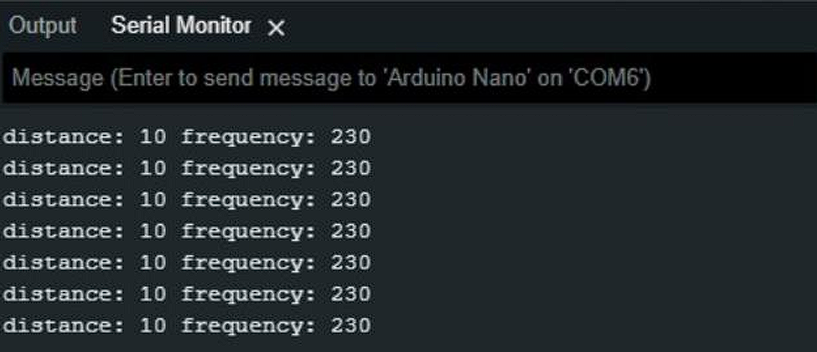 Output Serial Monitor ×
Message (Enter to send message to 'Arduino Nano' on 'COM6')
distance: 10 frequency: 230
distance: 10 frequency: 230
distance: 10 frequency: 230
distance: 10 frequency: 230
distance: 10 frequency: 230
distance: 10 frequency: 230
distance: 10 frequency: 230